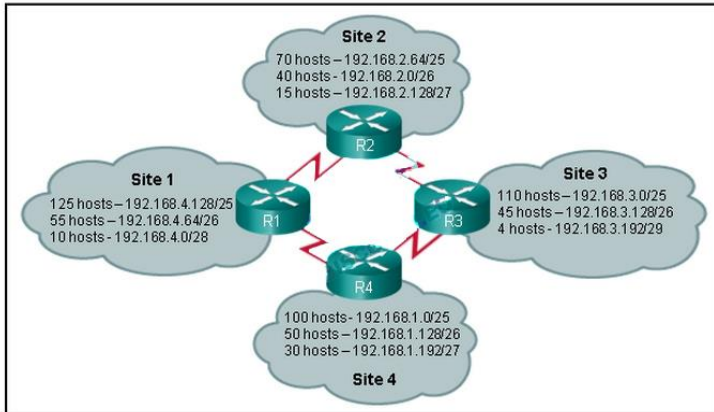 Site 2
70 hosts – 192.168.2.64/25
40 hosts - 192.168.2.0/26
15 hosts – 192.168.2.128/27
R2
Site 1
125 hosts – 192.168.4.128/25
55 hosts – 192.168.4.64/26
10 hosts - 192.168.4.0/28
R1
Site 3
110 hosts – 192.168.3.0/25
45 hosts – 192.168.3.128/26
4 hosts - 192.168.3.192/29
R3
R4
100 hosts- 192.168.1.0/25
50 hosts – 192.168.1.128/26
30 hosts – 192.168.1.192/27
Site 4